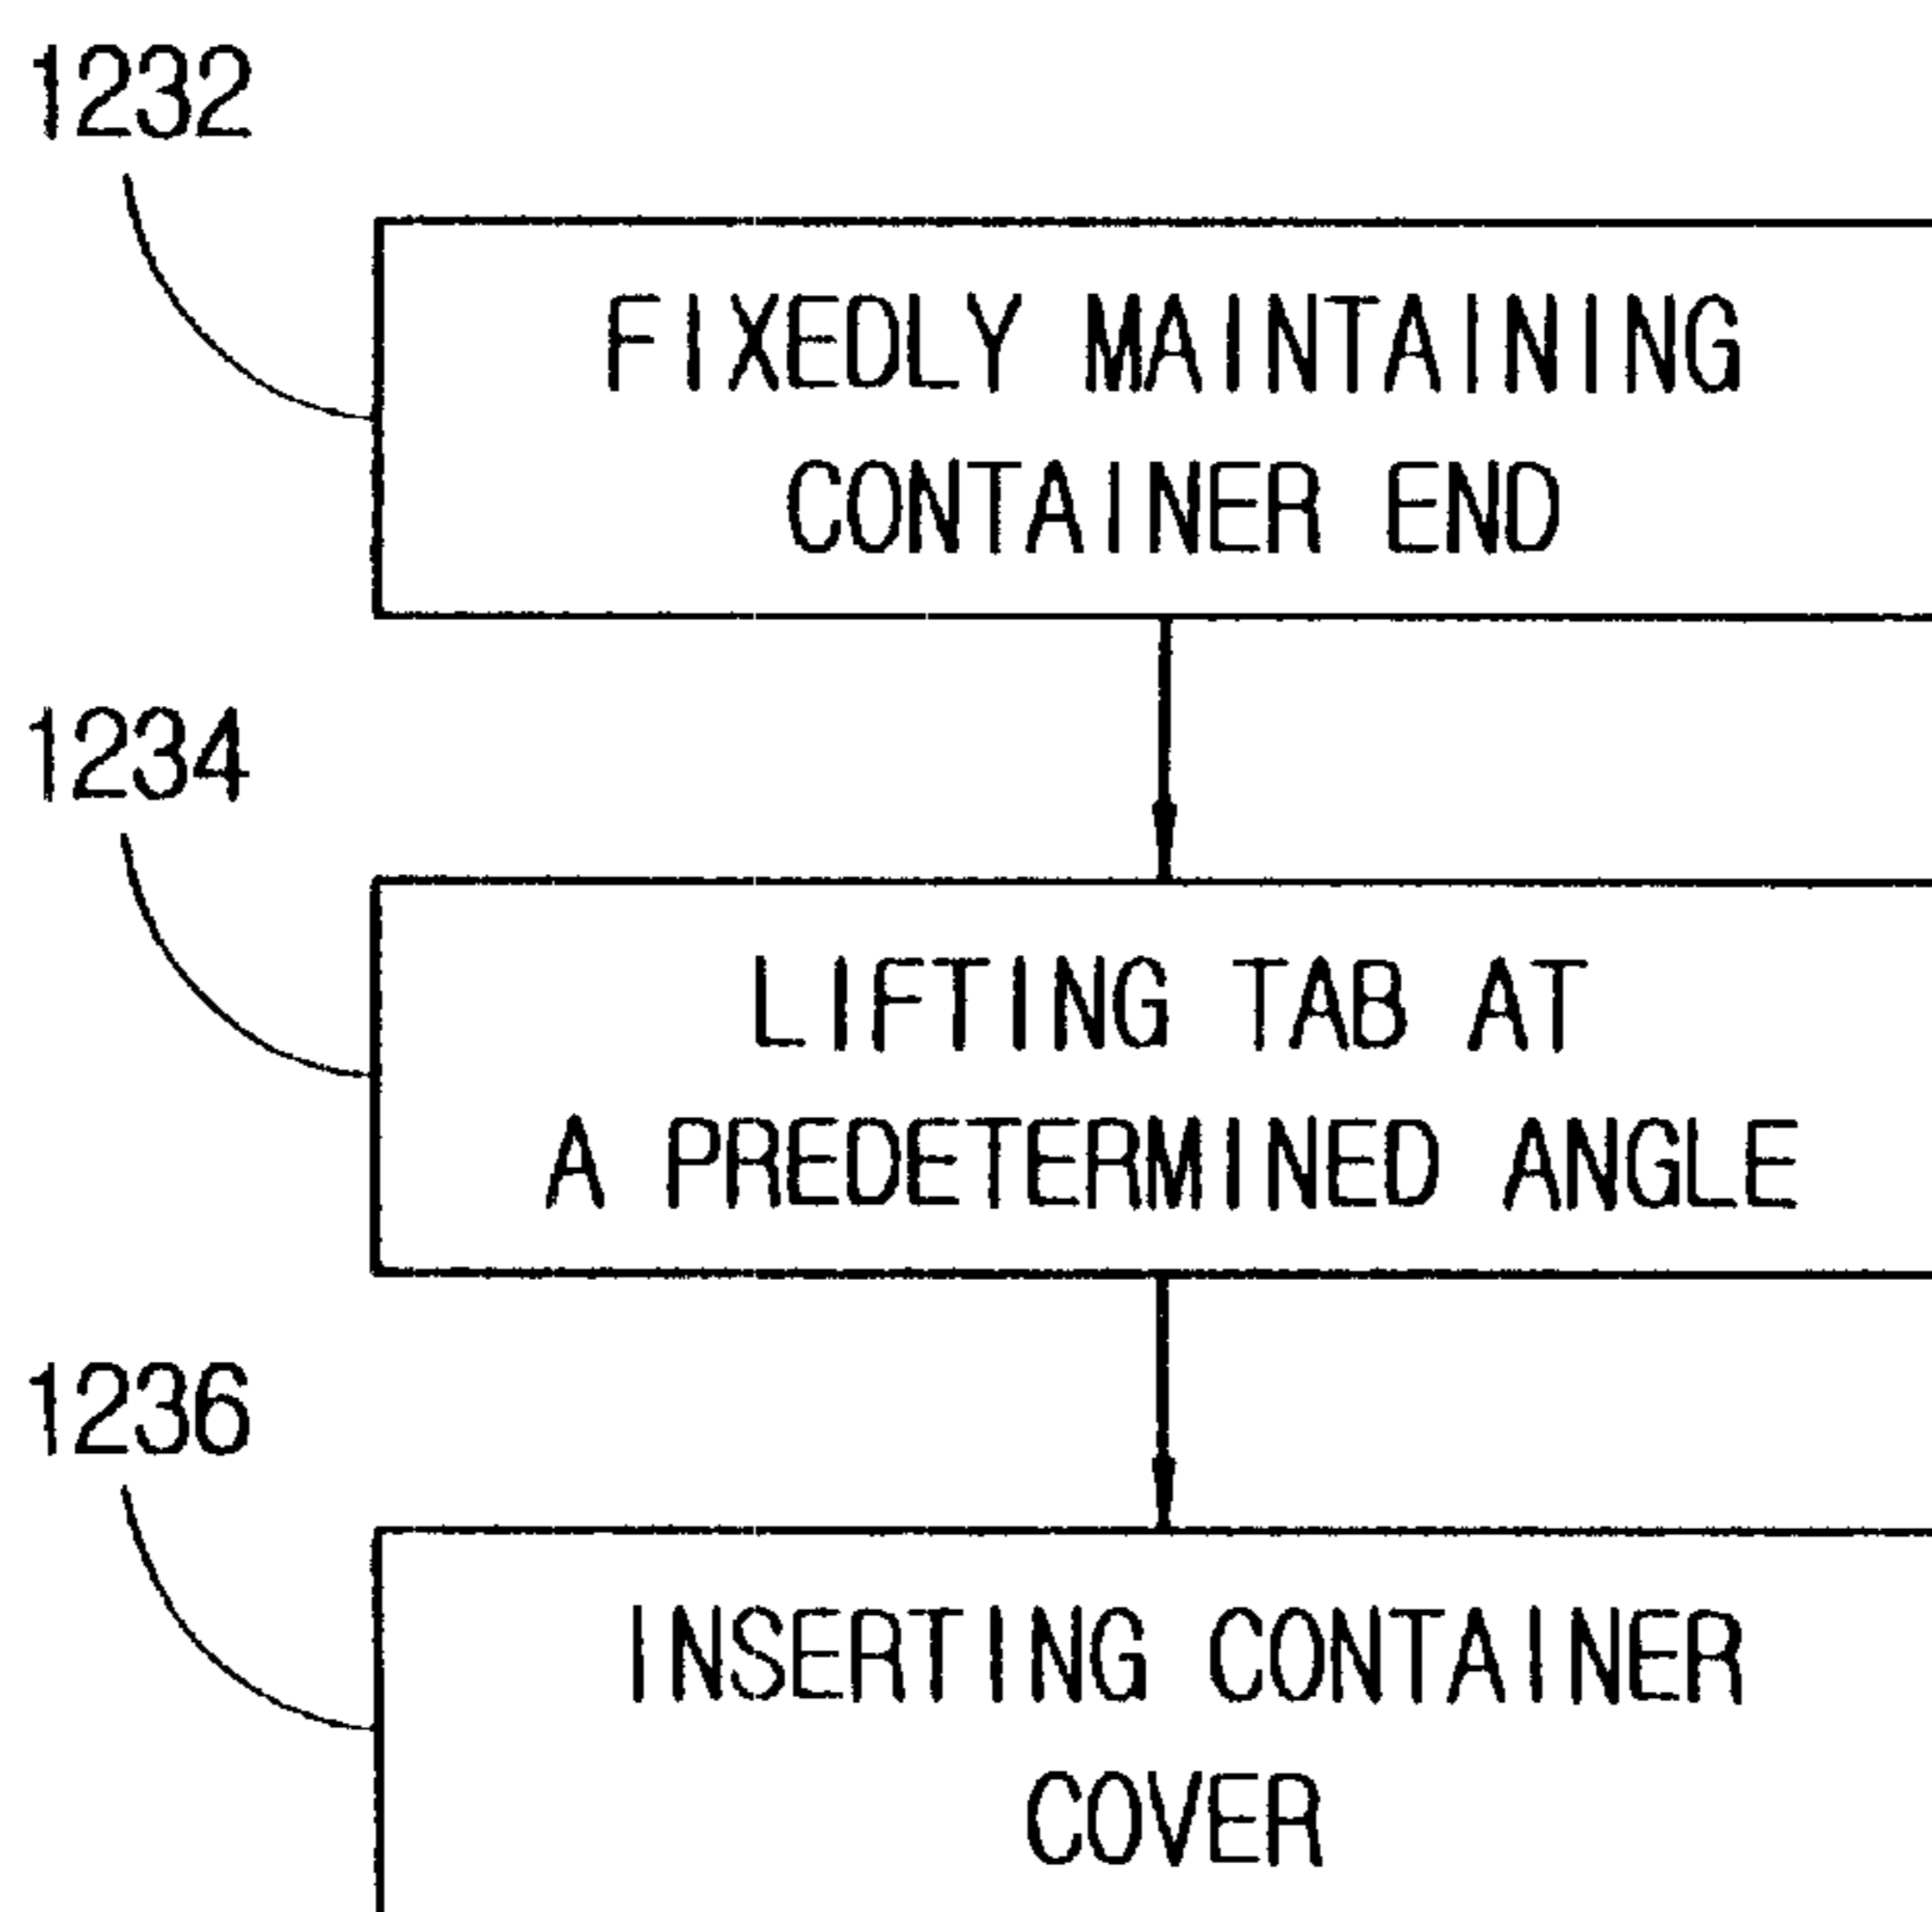 1232
FIXEDLY MAINTAINING
CONTAINER END
1234
LIFTING TAB AT
A PREDETERMINED ANGLE
1236
INSERTING CONTAINER
COVER